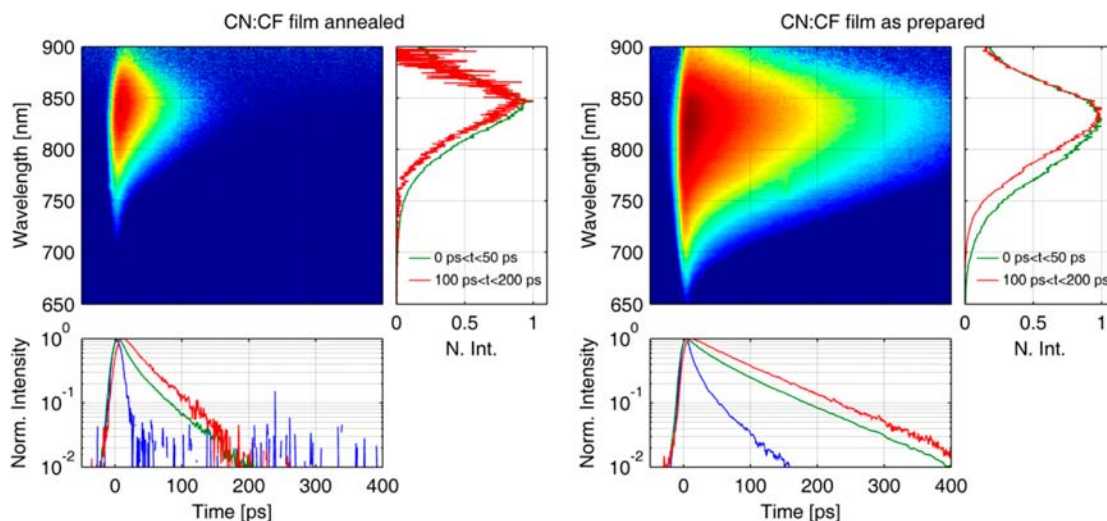 CN:CF film annealed
900
850
800
750
700
650
Wavelength [nm]
0 ps<t<50 ps
100 ps<t<200 ps
0 0.5 1
N. Int.
10^0
10^-1
10^-2
Norm. Intensity
0 100 200 300 400
Time [ps]
CN:CF film as prepared
900
850
800
750
700
650
Wavelength [nm]
0 ps<t<50 ps
100 ps<t<200 ps
0 0.5 1
N. Int.
10^0
10^-1
10^-2
Norm. Intensity
0 100 200 300 400
Time [ps]